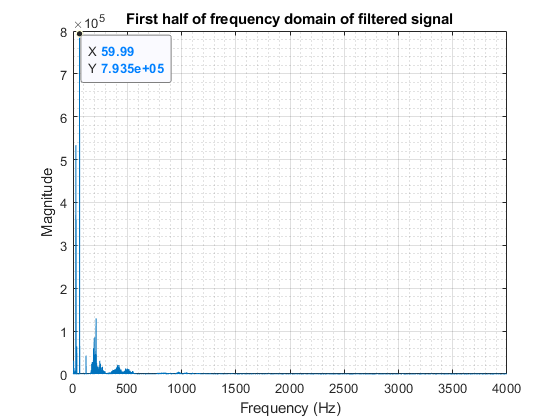 First half of frequency domain of filtered signal
×10^5
X 59.99
Y 7.935e+05
8
7
6
5
4
3
2
1
0
Magnitude
0 500 1000 1500 2000 2500 3000 3500 4000
Frequency (Hz)